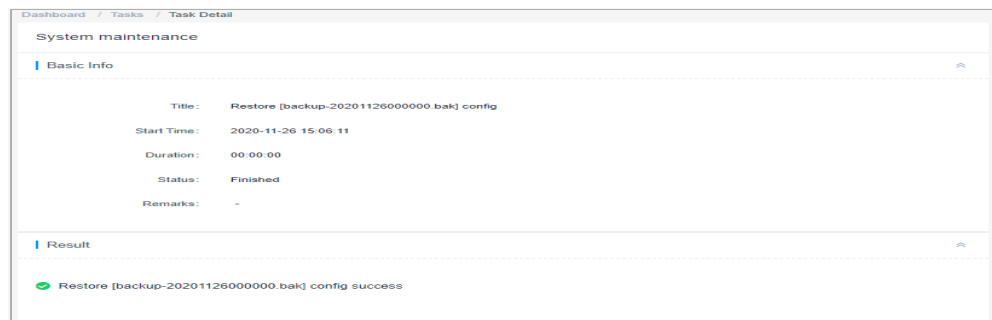 Dashboard / Tasks / Task Detail
System maintenance
Basic Info
Title: Restore [backup-20201126000000.bak] config
Start Time: 2020-11-26 15:06:11
Duration: 00:00:00
Status: Finished
Remarks: -
Result
Restore [backup-20201126000000.bak] config success